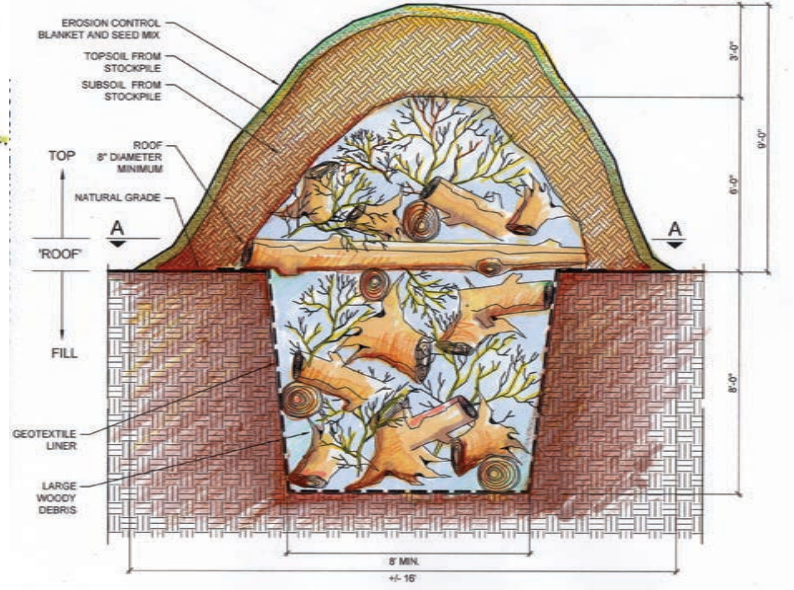 EROSION CONTROL
BLANKET AND SEED MIX
TOPSOIL FROM
STOCKPILE
SUBSOIL FROM
STOCKPILE
ROOF
8" DIAMETER
MINIMUM
TOP
NATURAL GRADE
A
A
'ROOF'
FILL
GEOTEXTILE
LINER
LARGE
WOODY
DEBRIS
3'-0"
6'-0"
9'-0"
8'-0"
8' MIN.
+/- 16'